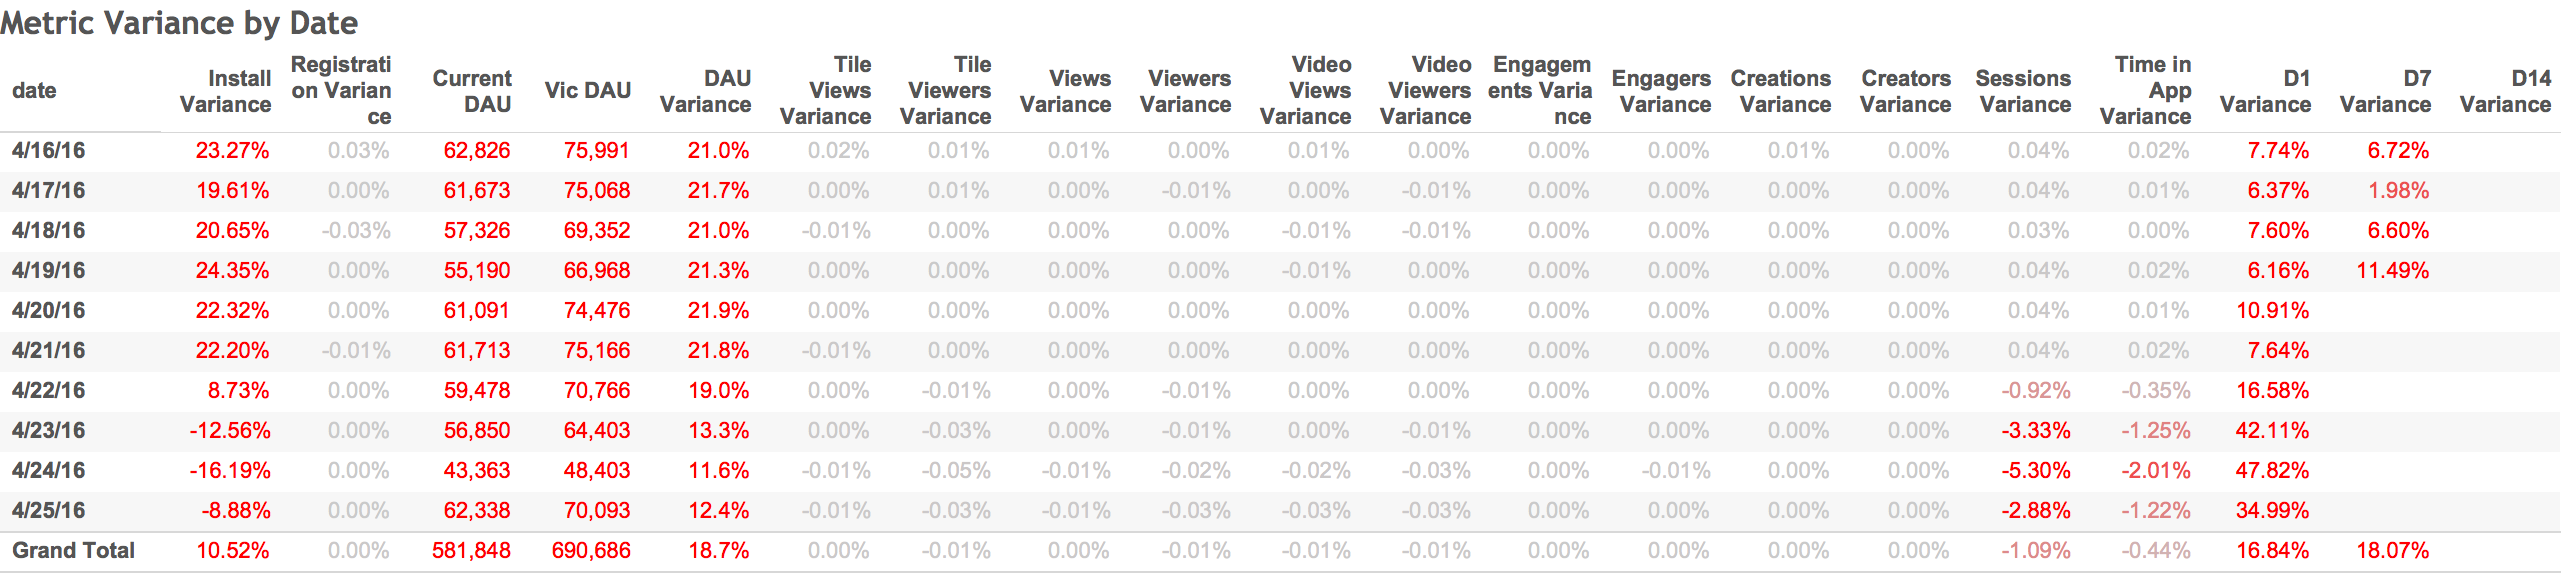 Metric Variance by Date
date Install Variance Registrati on Varian ce Current DAU Vic DAU DAU Variance Tile Views Variance Tile Viewers Variance Views Variance Viewers Variance Video Views Variance Video Viewers Variance Engagem ents Varia nce Engagers Variance Creations Variance Creators Variance Sessions Variance Time in App Variance D1 Variance D7 Variance D14 Variance
4/16/16 23.27% 0.03% 62,826 75,991 21.0% 0.02% 0.01% 0.01% 0.00% 0.01% 0.00% 0.00% 0.00% 0.01% 0.00% 0.04% 0.02% 7.74% 6.72%
4/17/16 19.61% 0.00% 61,673 75,068 21.7% 0.00% 0.01% 0.00% -0.01% 0.00% -0.01% 0.00% 0.00% 0.00% 0.00% 0.04% 0.01% 6.37% 1.98%
4/18/16 20.65% -0.03% 57,326 69,352 21.0% -0.01% 0.00% 0.00% 0.00% -0.01% -0.01% 0.00% 0.00% 0.00% 0.00% 0.03% 0.00% 7.60% 6.60%
4/19/16 24.35% 0.00% 55,190 66,968 21.3% 0.00% 0.00% 0.00% 0.00% -0.01% 0.00% 0.00% 0.00% 0.00% 0.00% 0.04% 0.02% 6.16% 11.49%
4/20/16 22.32% 0.00% 61,091 74,476 21.9% 0.00% 0.00% 0.00% 0.00% 0.00% 0.00% 0.00% 0.00% 0.00% 0.00% 0.04% 0.01% 10.91%
4/21/16 22.20% -0.01% 61,713 75,166 21.8% -0.01% 0.00% 0.00% 0.00% 0.00% 0.00% 0.00% 0.00% 0.00% 0.00% 0.04% 0.02% 7.64%
4/22/16 8.73% 0.00% 59,478 70,766 19.0% 0.00% -0.01% 0.00% -0.01% 0.00% 0.00% 0.00% 0.00% 0.00% 0.00% -0.92% -0.35% 16.58%
4/23/16 -12.56% 0.00% 56,850 64,403 13.3% 0.00% -0.03% 0.00% -0.01% 0.00% -0.01% 0.00% 0.00% 0.00% 0.00% -3.33% -1.25% 42.11%
4/24/16 -16.19% 0.00% 43,363 48,403 11.6% -0.01% -0.05% -0.01% -0.02% -0.02% -0.03% 0.00% -0.01% 0.00% 0.00% -5.30% -2.01% 47.82%
4/25/16 -8.88% 0.00% 62,338 70,093 12.4% -0.01% -0.03% -0.01% -0.03% -0.03% -0.03% 0.00% 0.00% 0.00% 0.00% -2.88% -1.22% 34.99%
Grand Total 10.52% 0.00% 581,848 690,686 18.7% 0.00% -0.01% 0.00% -0.01% -0.01% -0.01% 0.00% 0.00% 0.00% 0.00% -1.09% -0.44% 16.84% 18.07%